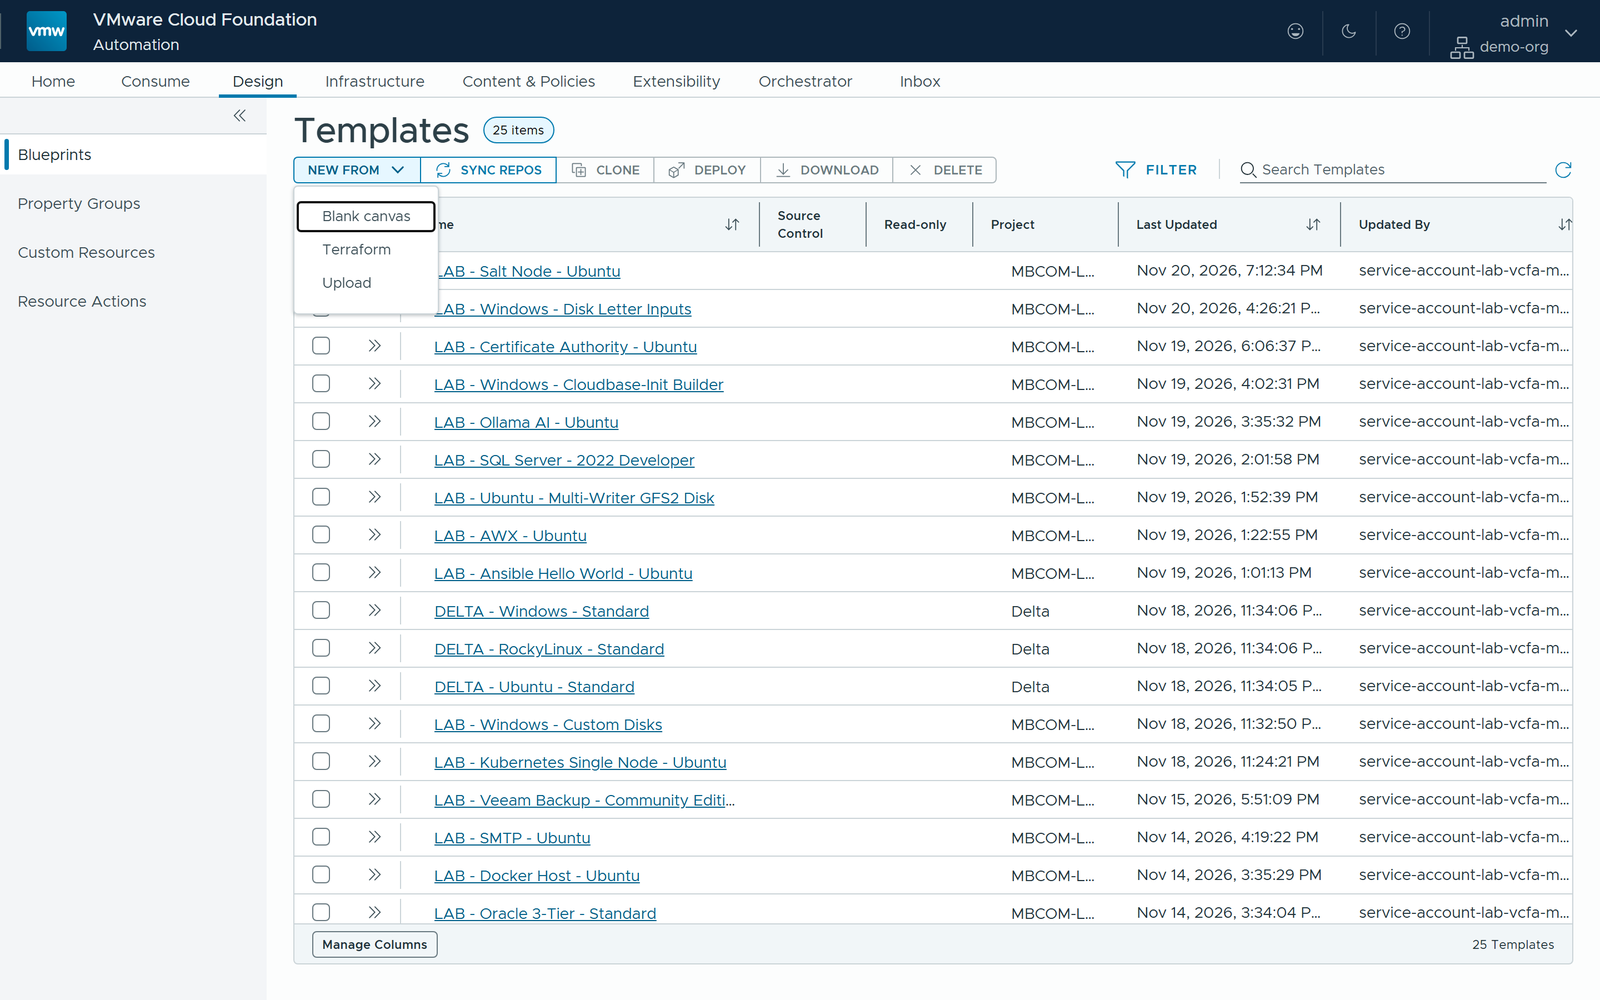 vmw
VMware Cloud Foundation
Automation
admin
demo-org
Home Consume Design Infrastructure Content & Policies Extensibility Orchestrator Inbox
Blueprints
Property Groups
Custom Resources
Resource Actions
Templates 25 items
NEW FROM SYNC REPOS CLONE DEPLOY DOWNLOAD DELETE FILTER Search Templates
Blank canvas
Terraform
Upload
me Source Control Read-only Project Last Updated Updated By
LAB - Salt Node - Ubuntu MBCOM-L... Nov 20, 2026, 7:12:34 PM service-account-lab-vcfa-m...
LAB - Windows - Disk Letter Inputs MBCOM-L... Nov 20, 2026, 4:26:21 P... service-account-lab-vcfa-m...
LAB - Certificate Authority - Ubuntu MBCOM-L... Nov 19, 2026, 6:06:37 P... service-account-lab-vcfa-m...
LAB - Windows - Cloudbase-Init Builder MBCOM-L... Nov 19, 2026, 4:02:31 PM service-account-lab-vcfa-m...
LAB - Ollama AI - Ubuntu MBCOM-L... Nov 19, 2026, 3:35:32 PM service-account-lab-vcfa-m...
LAB - SQL Server - 2022 Developer MBCOM-L... Nov 19, 2026, 2:01:58 PM service-account-lab-vcfa-m...
LAB - Ubuntu - Multi-Writer GFS2 Disk MBCOM-L... Nov 19, 2026, 1:52:39 PM service-account-lab-vcfa-m...
LAB - AWX - Ubuntu MBCOM-L... Nov 19, 2026, 1:22:55 PM service-account-lab-vcfa-m...
LAB - Ansible Hello World - Ubuntu MBCOM-L... Nov 19, 2026, 1:01:13 PM service-account-lab-vcfa-m...
DELTA - Windows - Standard Delta Nov 18, 2026, 11:34:06 P... service-account-lab-vcfa-m...
DELTA - RockyLinux - Standard Delta Nov 18, 2026, 11:34:06 P... service-account-lab-vcfa-m...
DELTA - Ubuntu - Standard Delta Nov 18, 2026, 11:34:05 P... service-account-lab-vcfa-m...
LAB - Windows - Custom Disks MBCOM-L... Nov 18, 2026, 11:32:50 P... service-account-lab-vcfa-m...
LAB - Kubernetes Single Node - Ubuntu MBCOM-L... Nov 18, 2026, 11:24:21 PM service-account-lab-vcfa-m...
LAB - Veeam Backup - Community Editi... MBCOM-L... Nov 15, 2026, 5:51:09 PM service-account-lab-vcfa-m...
LAB - SMTP - Ubuntu MBCOM-L... Nov 14, 2026, 4:19:22 PM service-account-lab-vcfa-m...
LAB - Docker Host - Ubuntu MBCOM-L... Nov 14, 2026, 3:35:29 PM service-account-lab-vcfa-m...
LAB - Oracle 3-Tier - Standard MBCOM-L... Nov 14, 2026, 3:34:04 P... service-account-lab-vcfa-m...
Manage Columns 25 Templates